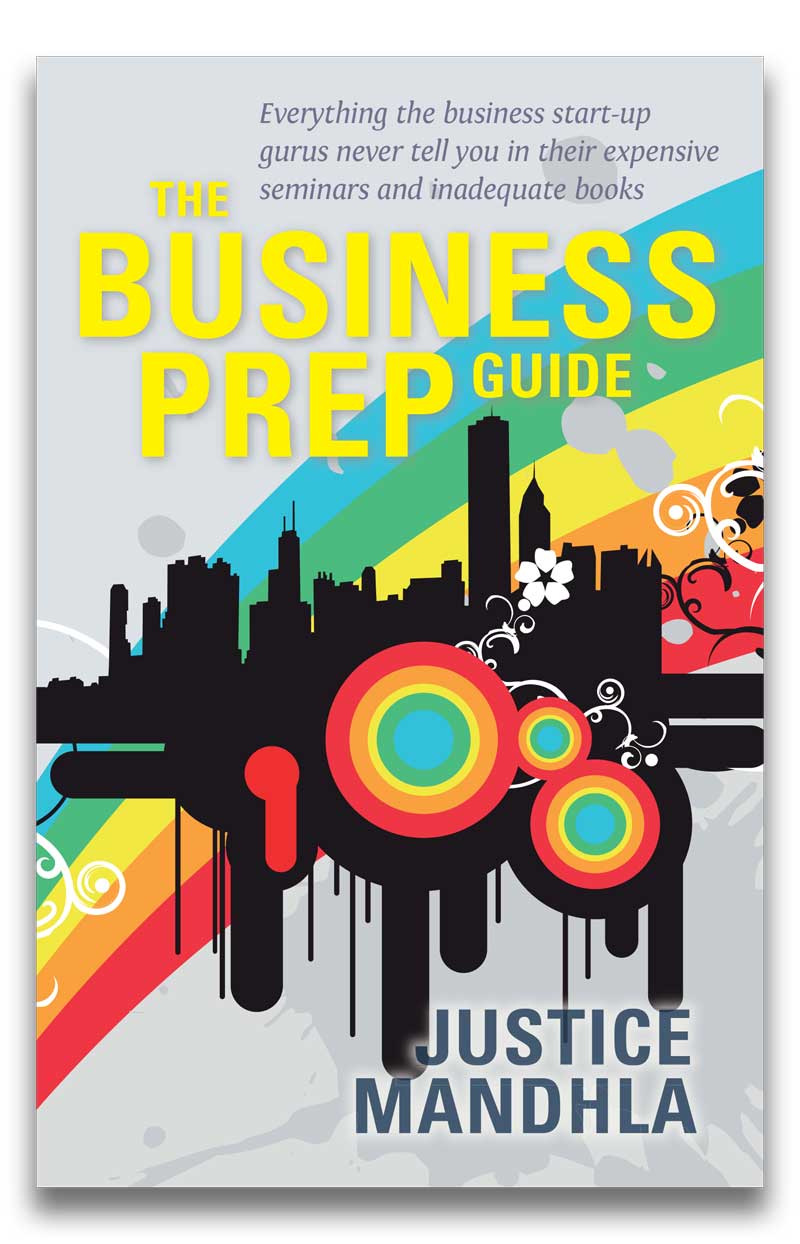 Everything the business start-up
gurus never tell you in their expensive
seminars and inadequate books
THE
BUSINESS
PREP GUIDE
JUSTICE
MANDHLA